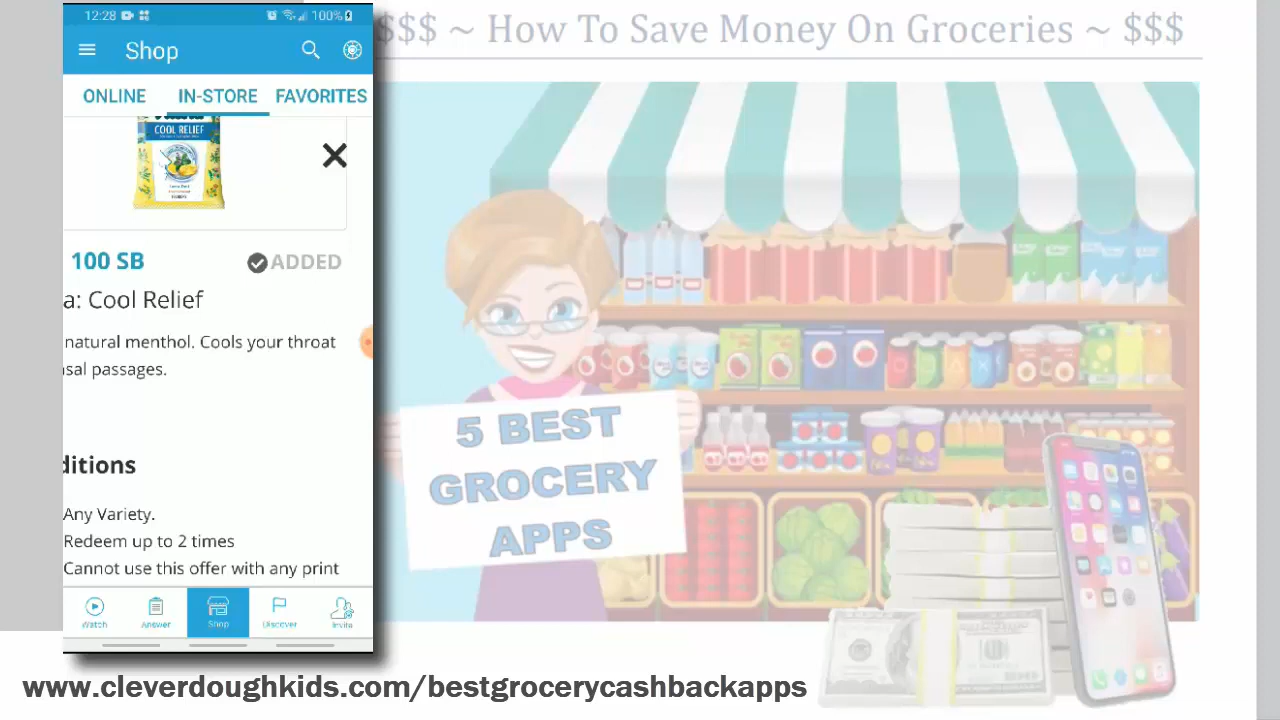 12:28 100%
$$$ ~ How To Save Money On Groceries ~ $$$
Shop
ONLINE IN-STORE FAVORITES
COOL RELIEF
100 SB ADDED
a: Cool Relief
natural menthol. Cools your throat
sal passages.
ditions
Any Variety.
Redeem up to 2 times
Cannot use this offer with any print
Watch Answer Shop Discover Invite
5 BEST
GROCERY
APPS
www.cleverdoughkids.com/bestgrocerycashbackapps